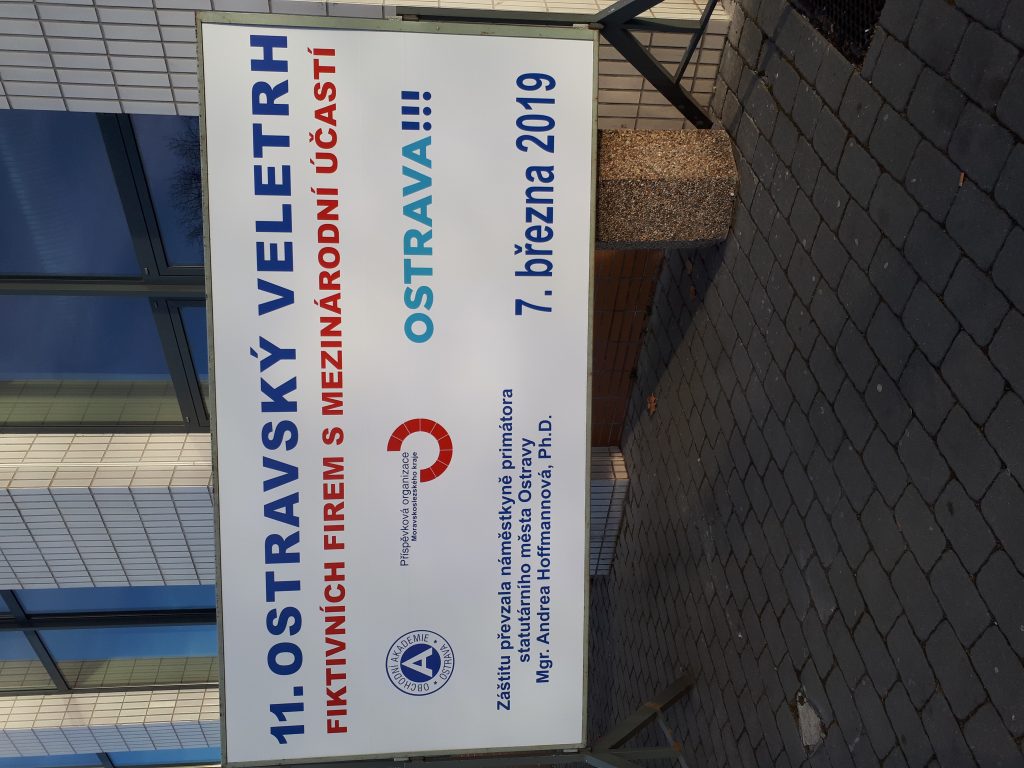 11. OSTRAVSKÝ VELETRH
FIKTIVNÍCH FIREM S MEZINÁRODNÍ ÚČASTÍ
OBCHODNÍ AKADEMIE
OSTRAVA
A
Příspěvková organizace
Moravskoslezského kraje
OSTRAVA!!!
Záštitu převzala náměstkyně primátora
statutárního města Ostravy
Mgr. Andrea Hoffmannová, Ph.D.
7. března 2019